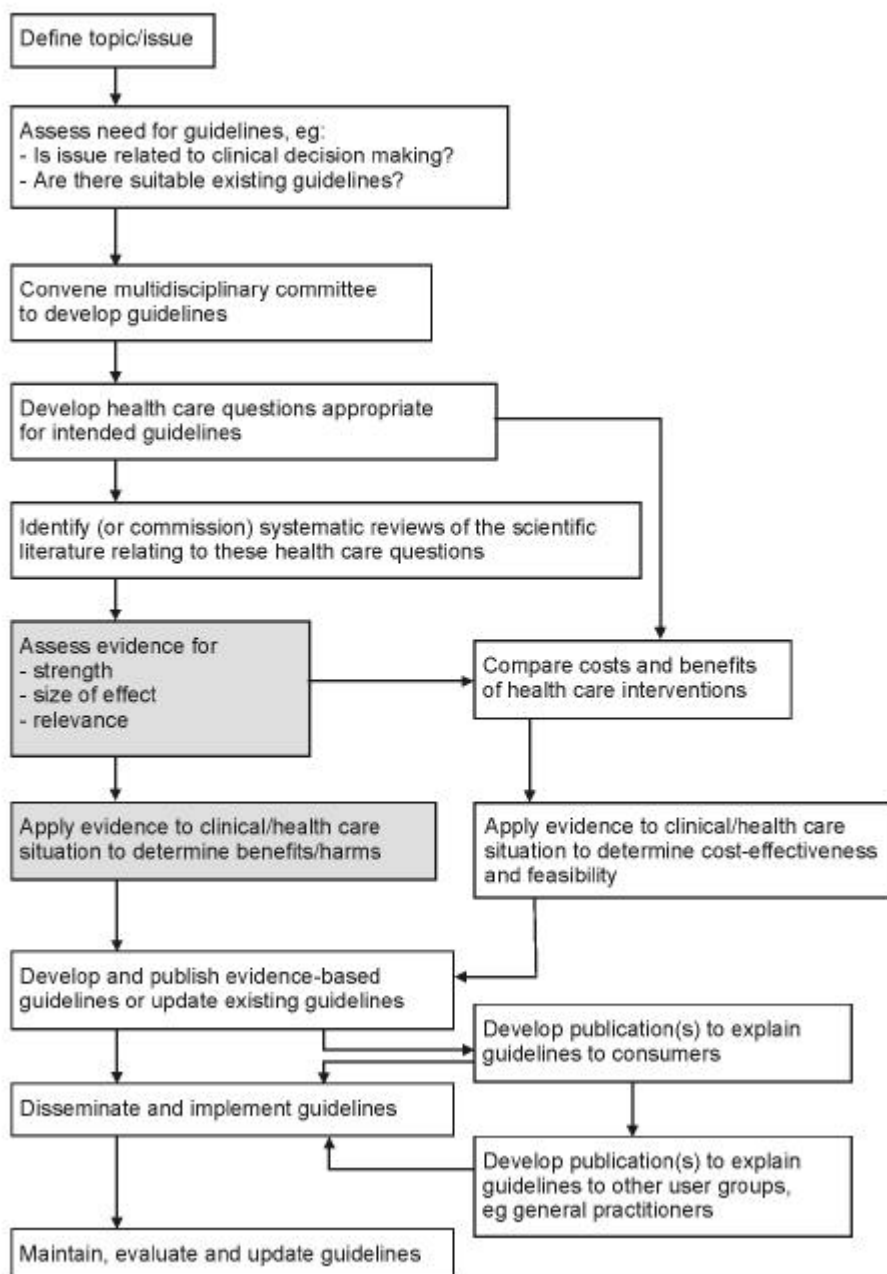 Define topic/issue
Assess need for guidelines, eg:
- Is issue related to clinical decision making?
- Are there suitable existing guidelines?
Convene multidisciplinary committee
to develop guidelines
Develop health care questions appropriate
for intended guidelines
Identify (or commission) systematic reviews of the scientific
literature relating to these health care questions
Assess evidence for
- strength
- size of effect
- relevance
Compare costs and benefits
of health care interventions
Apply evidence to clinical/health care
situation to determine benefits/harms
Apply evidence to clinical/health care
situation to determine cost-effectiveness
and feasibility
Develop and publish evidence-based
guidelines or update existing guidelines
Develop publication(s) to explain
guidelines to consumers
Disseminate and implement guidelines
Develop publication(s) to explain
guidelines to other user groups,
eg general practitioners
Maintain, evaluate and update guidelines